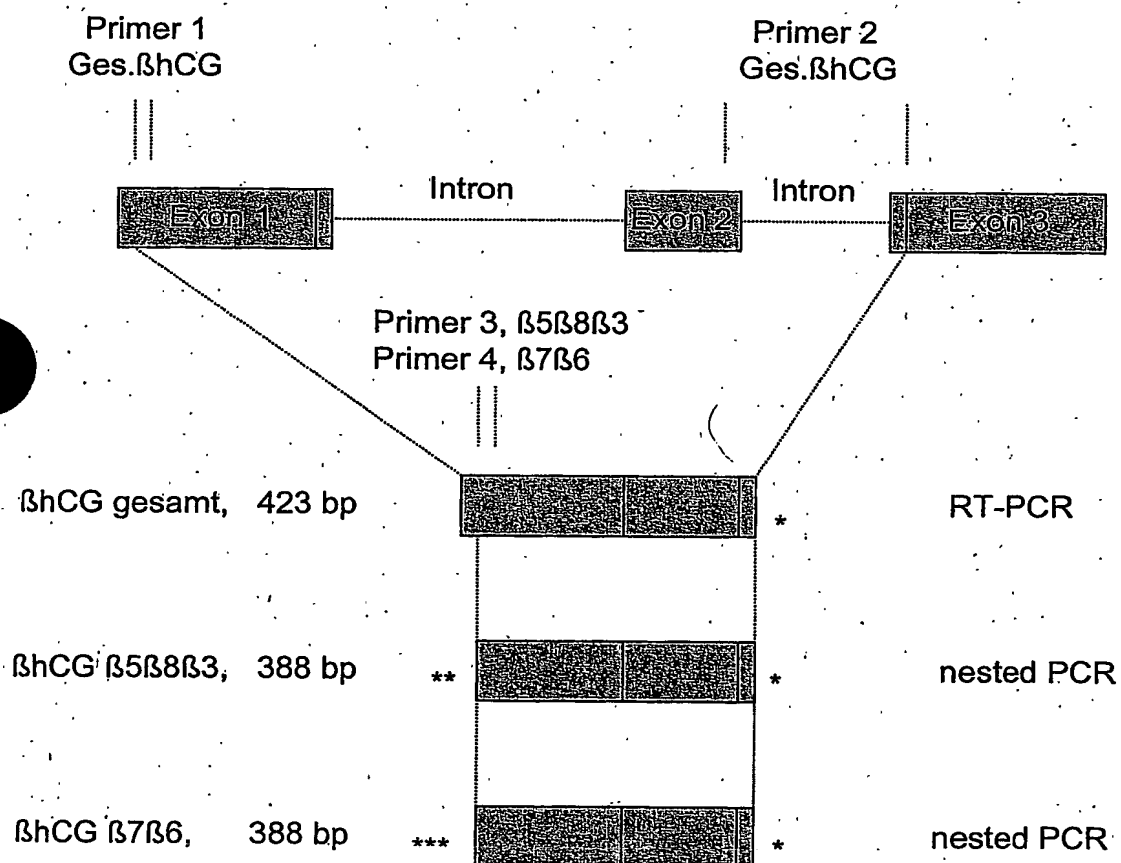 Primer 1
Ges.ßhCG
Primer 2
Ges.ßhCG
Intron
Intron
Exon 1
Exon 2
Exon 3
Primer 3, ß5ß8ß3
Primer 4, ß7ß6
ßhCG gesamt, 423 bp * RT-PCR
ßhCG ß5ß8ß3, 388 bp ** * nested PCR
ßhCG ß7ß6, 388 bp *** * nested PCR